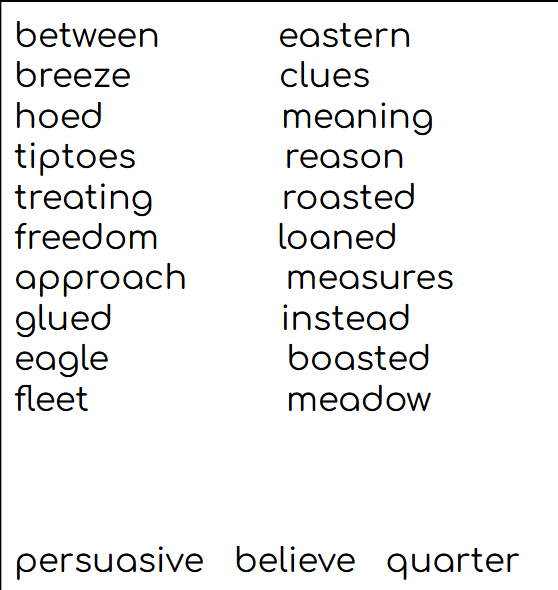 between eastern
breeze clues
hoed meaning
tiptoes reason
treating roasted
freedom loaned
approach measures
glued instead
eagle boasted
fleet meadow
persuasive believe quarter